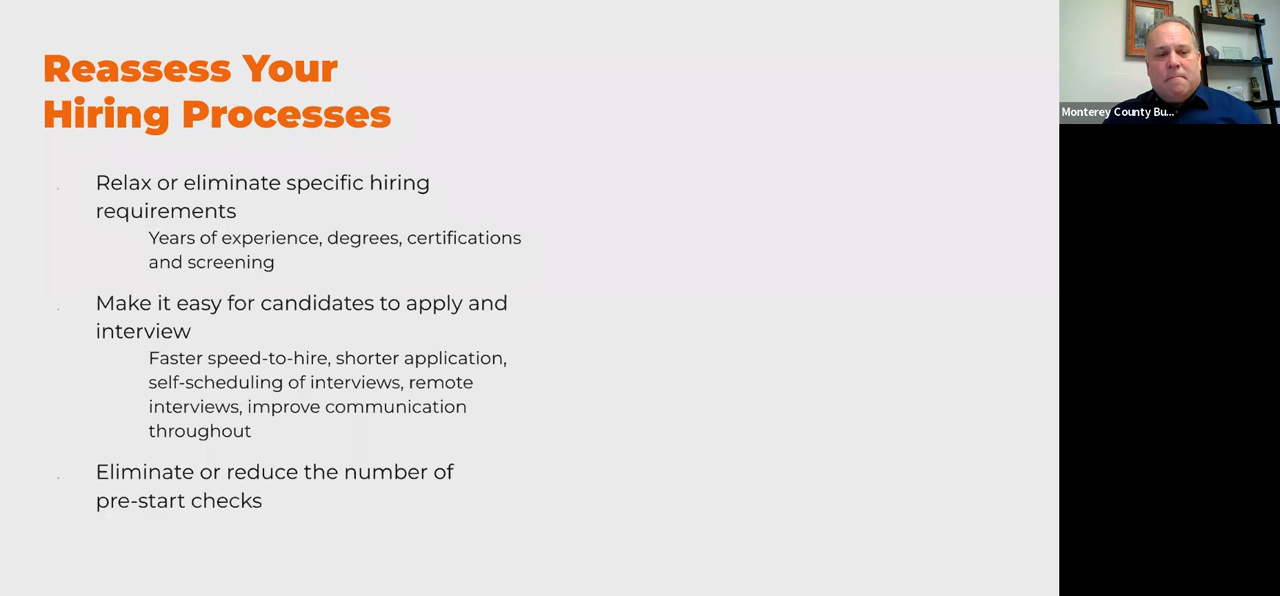 Reassess Your
Hiring Processes
Relax or eliminate specific hiring
requirements
Years of experience, degrees, certifications
and screening
Make it easy for candidates to apply and
interview
Faster speed-to-hire, shorter application,
self-scheduling of interviews, remote
interviews, improve communication
throughout
Eliminate or reduce the number of
pre-start checks
Monterey County Bu...